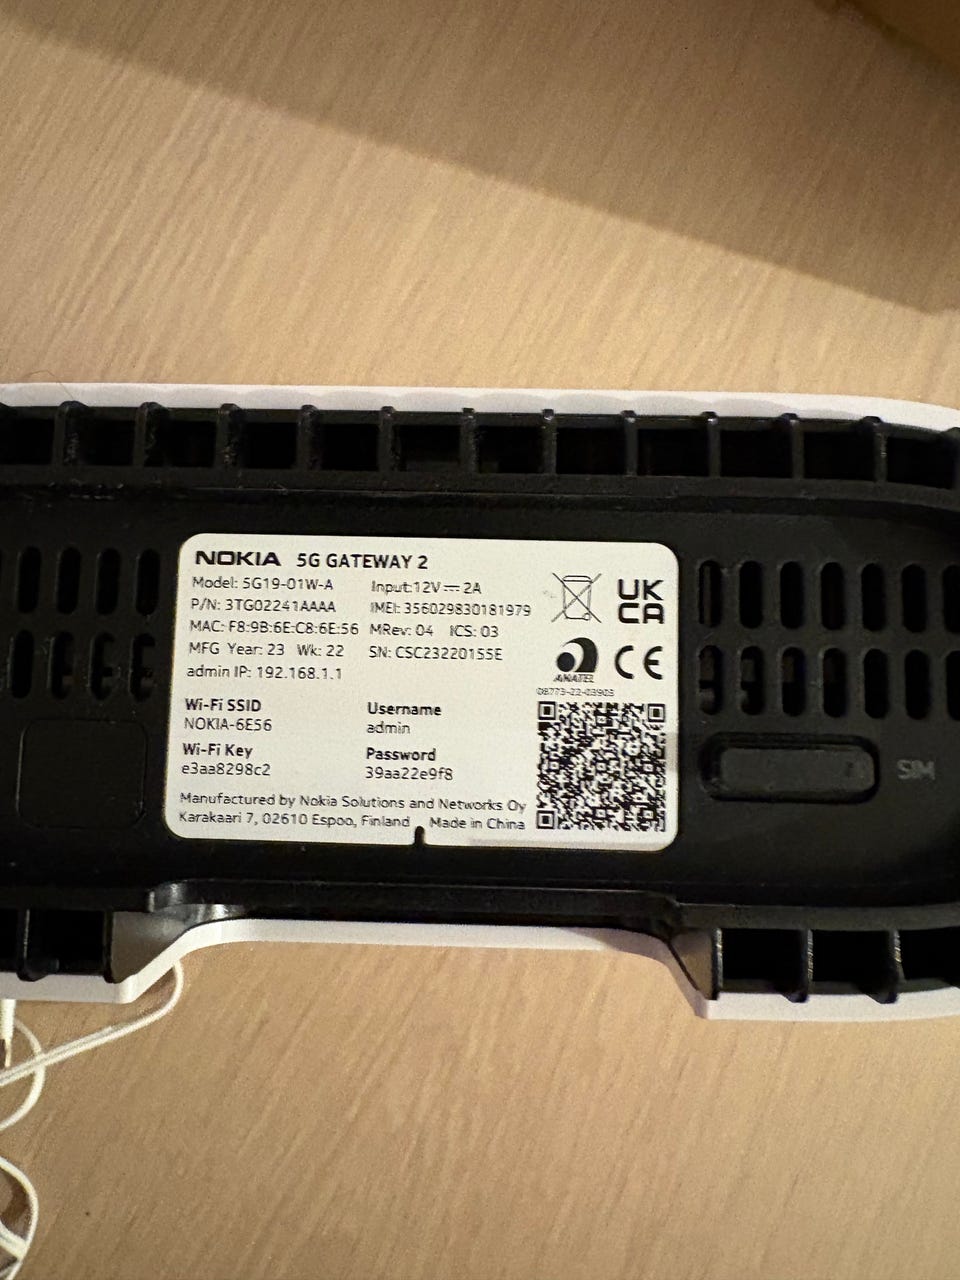 NOKIA 5G GATEWAY 2
Model: 5G19-01W-A Input:12V⎓2A
P/N: 3TG02241AAAA IMEI: 356029830181979
MAC: F8:9B:6E:C8:6E:56 MRev: 04 ICS: 03
MFG Year: 23 Wk: 22 SN: CSC23220155E
admin IP: 192.168.1.1
UK
CA
ANATEL
CE
08773-22-03903
Wi-Fi SSID Username
NOKIA-6E56 admin
Wi-Fi Key Password
e3aa8298c2 39aa22e9f8
Manufactured by Nokia Solutions and Networks Oy
Karakaari 7, 02610 Espoo, Finland Made in China
SIM